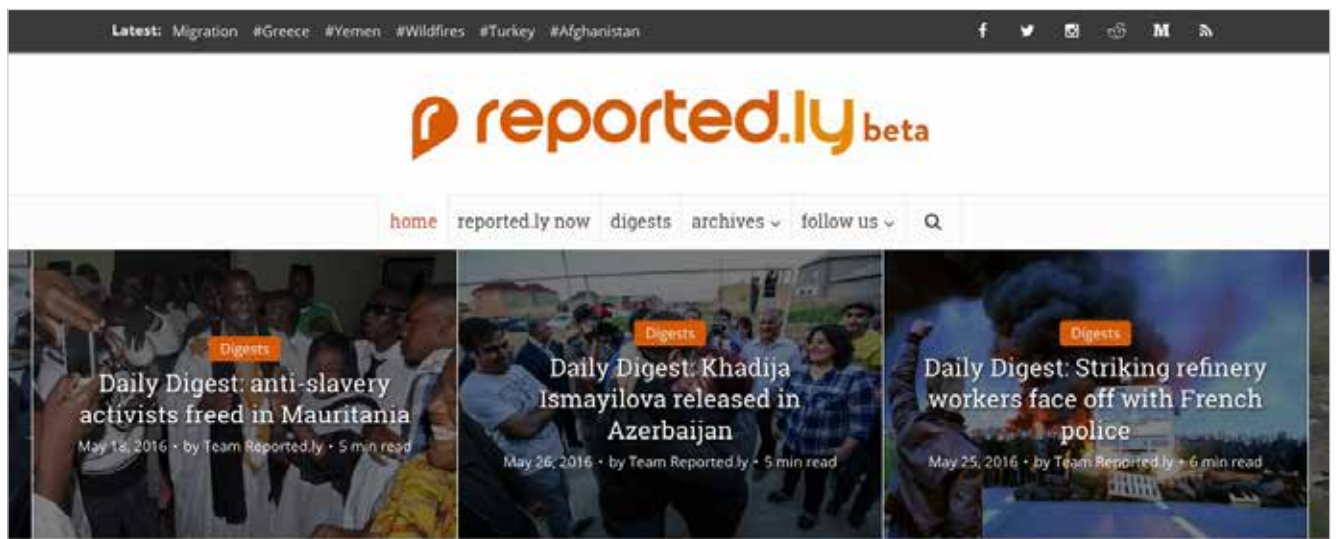 Latest: Migration #Greece #Yemen #Wildfires #Turkey #Afghanistan
reported.ly beta
home reported.ly now digests archives follow us
Digests
Daily Digest: anti-slavery
activists freed in Mauritania
May 18, 2016 • by Team Reported.ly • 5 min read
Digests
Daily Digest: Khadija
Ismayilova released in
Azerbaijan
May 26, 2016 • by Team Reported.ly • 5 min read
Digests
Daily Digest: Striking refinery
workers face off with French
police
May 25, 2016 • by Team Reported.ly • 6 min read